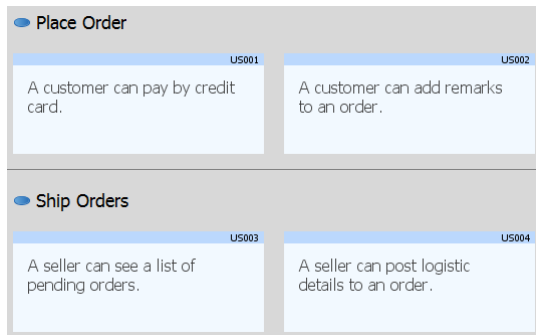 Place Order
US001
US002
A customer can pay by credit
card.
A customer can add remarks
to an order.
Ship Orders
US003
US004
A seller can see a list of
pending orders.
A seller can post logistic
details to an order.